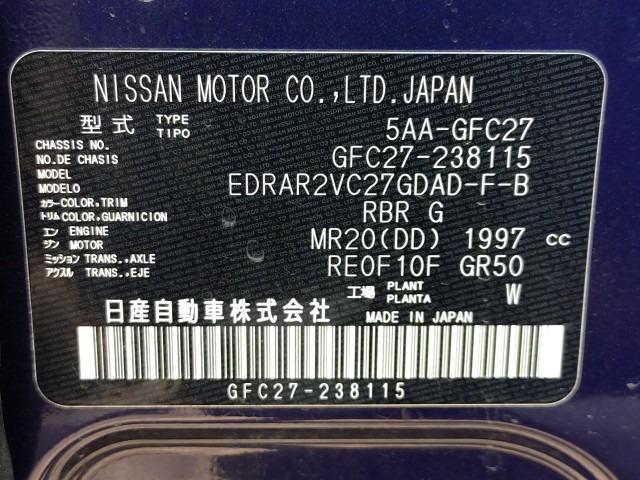 NISSAN MOTOR CO.,LTD.JAPAN
型式 TYPE TIPO 5AA-GFC27
CHASSIS NO. NO.DE CHASIS GFC27-238115
MODEL MODELO EDRAR2VC27GDAD-F-B
カラー COLOR,TRIM トリム COLOR,GUARNICION RBR G
エン ENGINE ジン MOTOR MR20(DD) 1997 cc
ミッション TRANS.,AXLE アクスル TRANS.,EJE RE0F10F GR50
工場 PLANT PLANTA W
日産自動車株式会社 MADE IN JAPAN
GFC27-238115